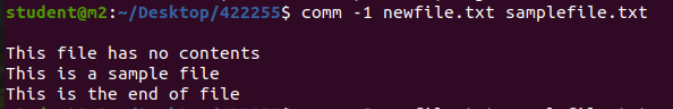 student@m2:~/Desktop/422255$ comm -1 newfile.txt samplefile.txt
This file has no contents
This is a sample file
This is the end of file